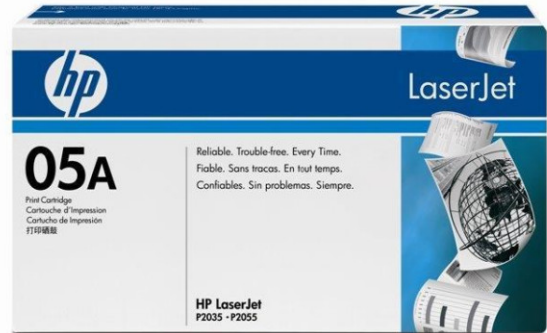 hp
hp
LaserJet
05A
Print Cartridge
Cartouche d'Impression
Cartucho de Impresión
打印硒鼓
Reliable. Trouble-free. Every Time.
Fiable. Sans tracas. En tout temps.
Confiables. Sin problemas. Siempre.
HP LaserJet
P2035 • P2055